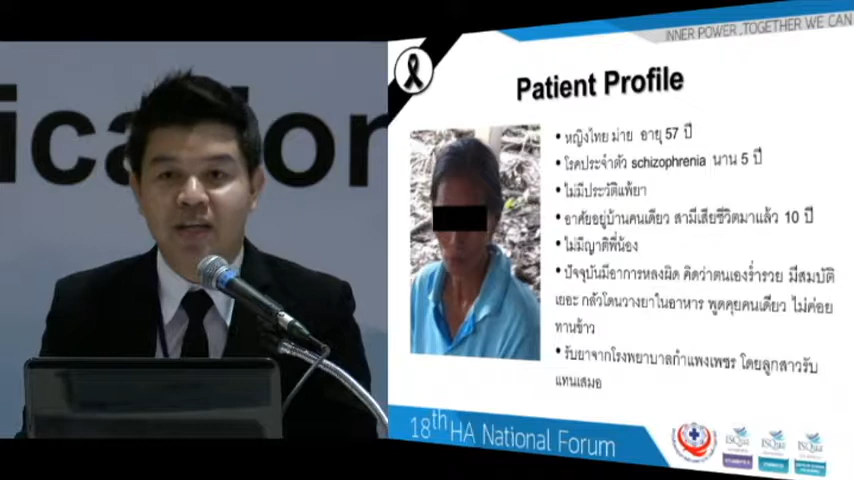 INNER POWER ,TOGETHER WE CAN
ication
Patient Profile
• หญิงไทย ม่าย อายุ 57 ปี
• โรคประจำตัว schizophrenia นาน 5 ปี
• ไม่มีประวัติแพ้ยา
• อาศัยอยู่บ้านคนเดียว สามีเสียชีวิตมาแล้ว 10 ปี
• ไม่มีญาติพี่น้อง
• ปัจจุบันมีอาการหลงผิด คิดว่าตนเองร่ำรวย มีสมบัติ
เยอะ กลัวโดนวางยาในอาหาร พูดคุยคนเดียว ไม่ค่อย
ทานข้าว
• รับยาจากโรงพยาบาลกำแพงเพชร โดยลูกสาวรับ
แทนเสมอ
18th HA National Forum
ISQua ISQua ISQua